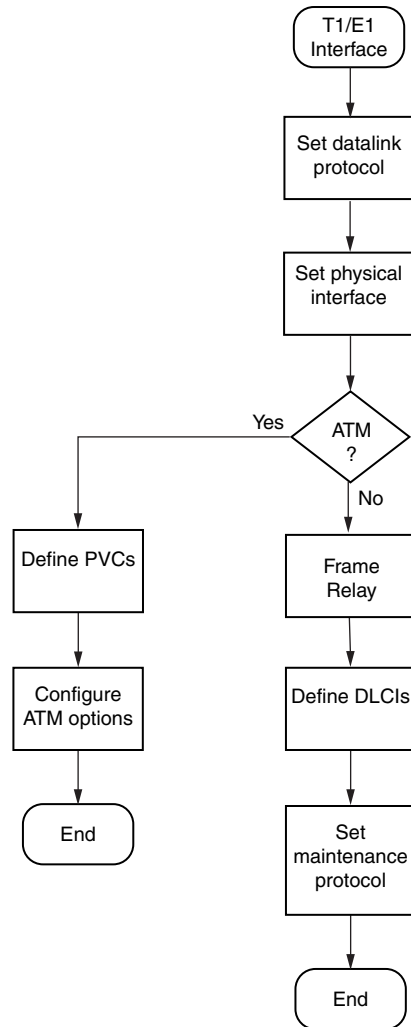 T1/E1
Interface
Set datalink
protocol
Set physical
interface
ATM
?
Yes
No
Define PVCs
Configure
ATM options
End
Frame
Relay
Define DLCIs
Set
maintenance
protocol
End